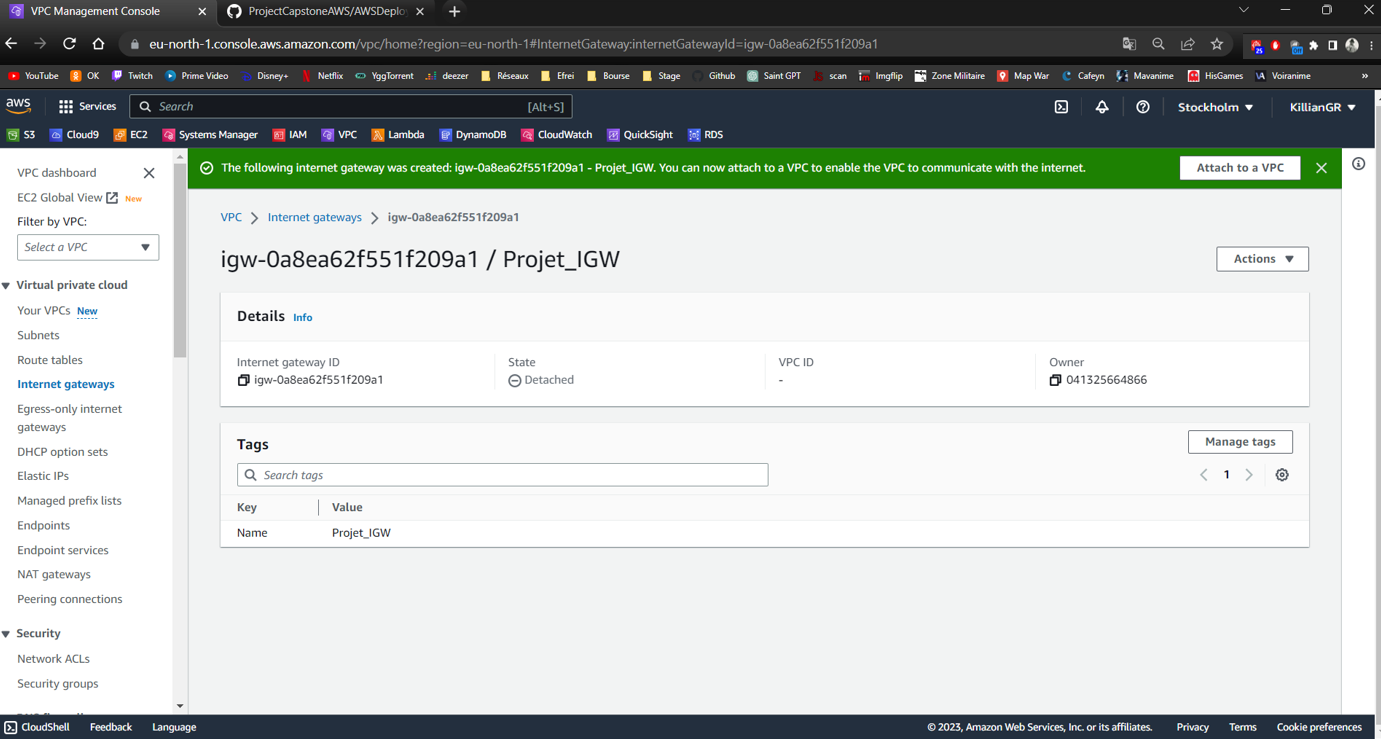 VPC Management Console
ProjectCapstoneAWS/AWSDeplo
eu-north-1.console.aws.amazon.com/vpc/home?region=eu-north-1#InternetGateway:internetGatewayId=igw-0a8ea62f551f209a1
25
Off
YouTube OK Twitch Prime Video Disney+ Netflix YggTorrent deezer Réseaux Efrei Bourse Stage Github Saint GPT scan Imgflip Zone Militaire Map War Cafeyn Mavanime HisGames Voiranime »
aws Services Search [Alt+S] Stockholm KillianGR
S3 Cloud9 EC2 Systems Manager IAM VPC Lambda DynamoDB CloudWatch QuickSight RDS
VPC dashboard
EC2 Global View New
Filter by VPC:
Select a VPC
Virtual private cloud
Your VPCs New
Subnets
Route tables
Internet gateways
Egress-only internet
gateways
DHCP option sets
Elastic IPs
Managed prefix lists
Endpoints
Endpoint services
NAT gateways
Peering connections
Security
Network ACLs
Security groups
The following internet gateway was created: igw-0a8ea62f551f209a1 - Projet_IGW. You can now attach to a VPC to enable the VPC to communicate with the internet.
Attach to a VPC
VPC > Internet gateways > igw-0a8ea62f551f209a1
igw-0a8ea62f551f209a1 / Projet_IGW
Actions
Details Info
Internet gateway ID
igw-0a8ea62f551f209a1
State
Detached
VPC ID
-
Owner
041325664866
Tags
Manage tags
Search tags
1
Key Value
Name Projet_IGW
CloudShell Feedback Language
© 2023, Amazon Web Services, Inc. or its affiliates. Privacy Terms Cookie preferences